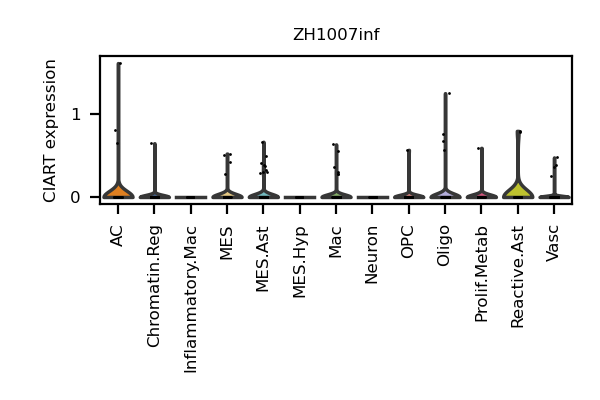 ZH1007inf
CIART expression
1
0
AC
Chromatin.Reg
Inflammatory.Mac
MES
MES.Ast
MES.Hyp
Mac
Neuron
OPC
Oligo
Prolif.Metab
Reactive.Ast
Vasc